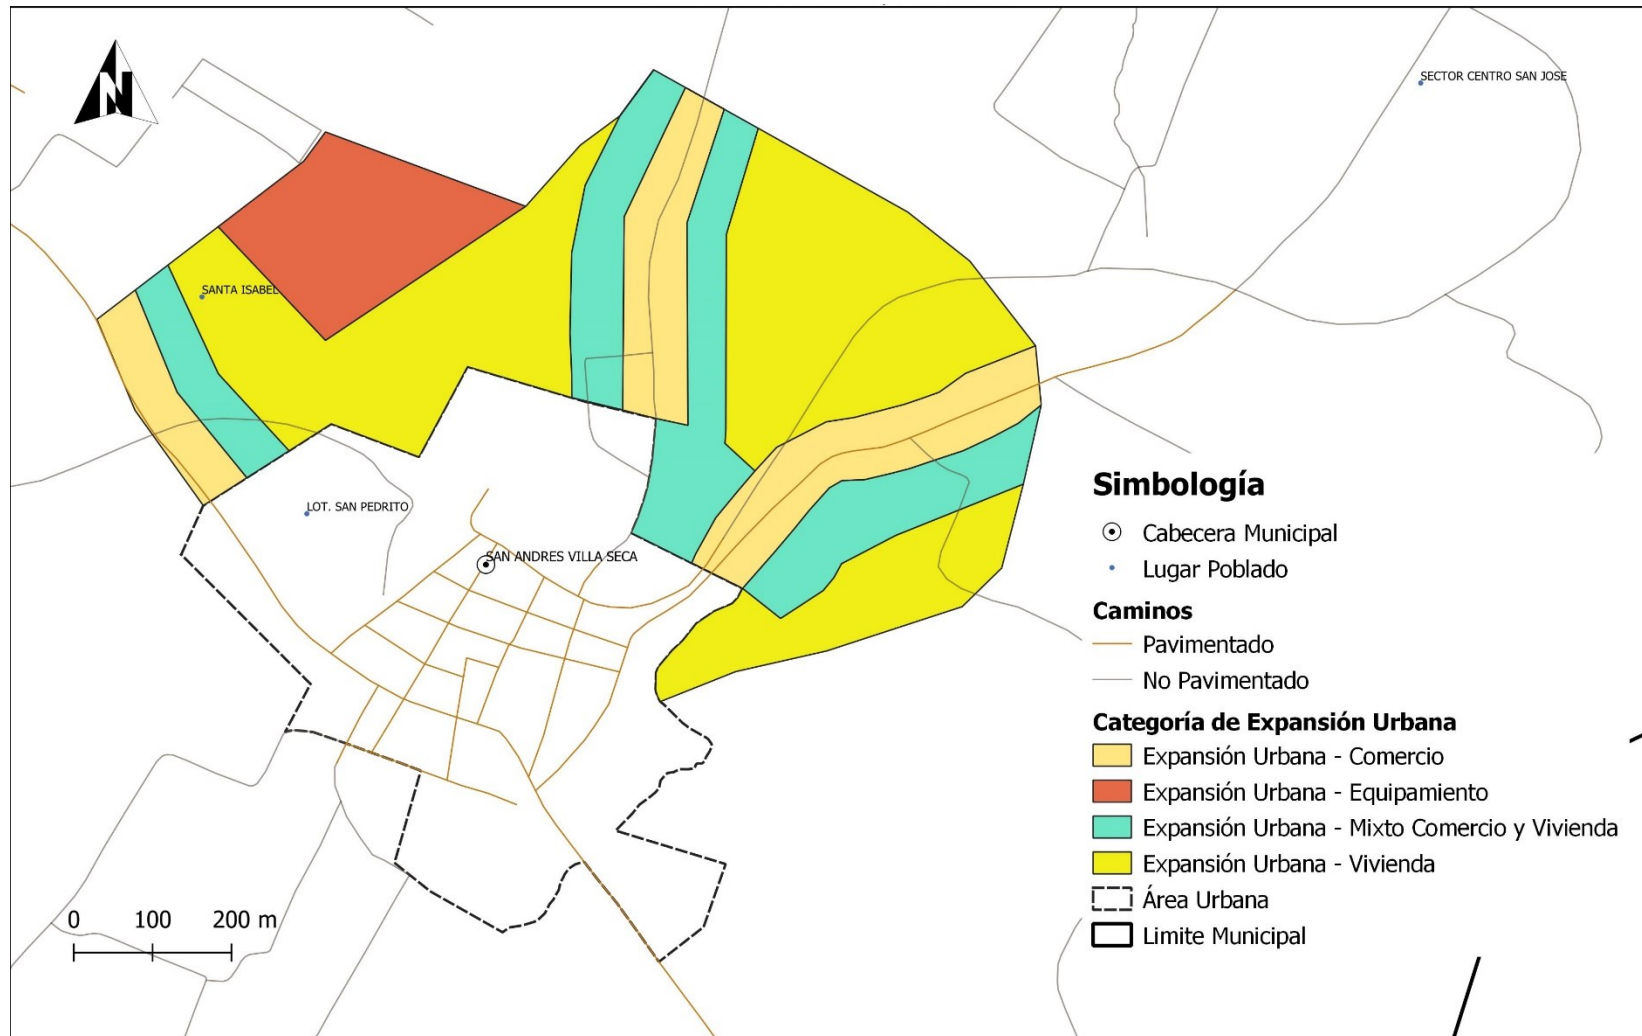 N
SECTOR CENTRO SAN JOSE
SANTA ISABEL
LOT. SAN PEDRITO
SAN ANDRES VILLA SECA
Simbología
Cabecera Municipal
Lugar Poblado
Caminos
Pavimentado
No Pavimentado
Categoría de Expansión Urbana
Expansión Urbana - Comercio
Expansión Urbana - Equipamiento
Expansión Urbana - Mixto Comercio y Vivienda
Expansión Urbana - Vivienda
Área Urbana
Limite Municipal
0 100 200 m